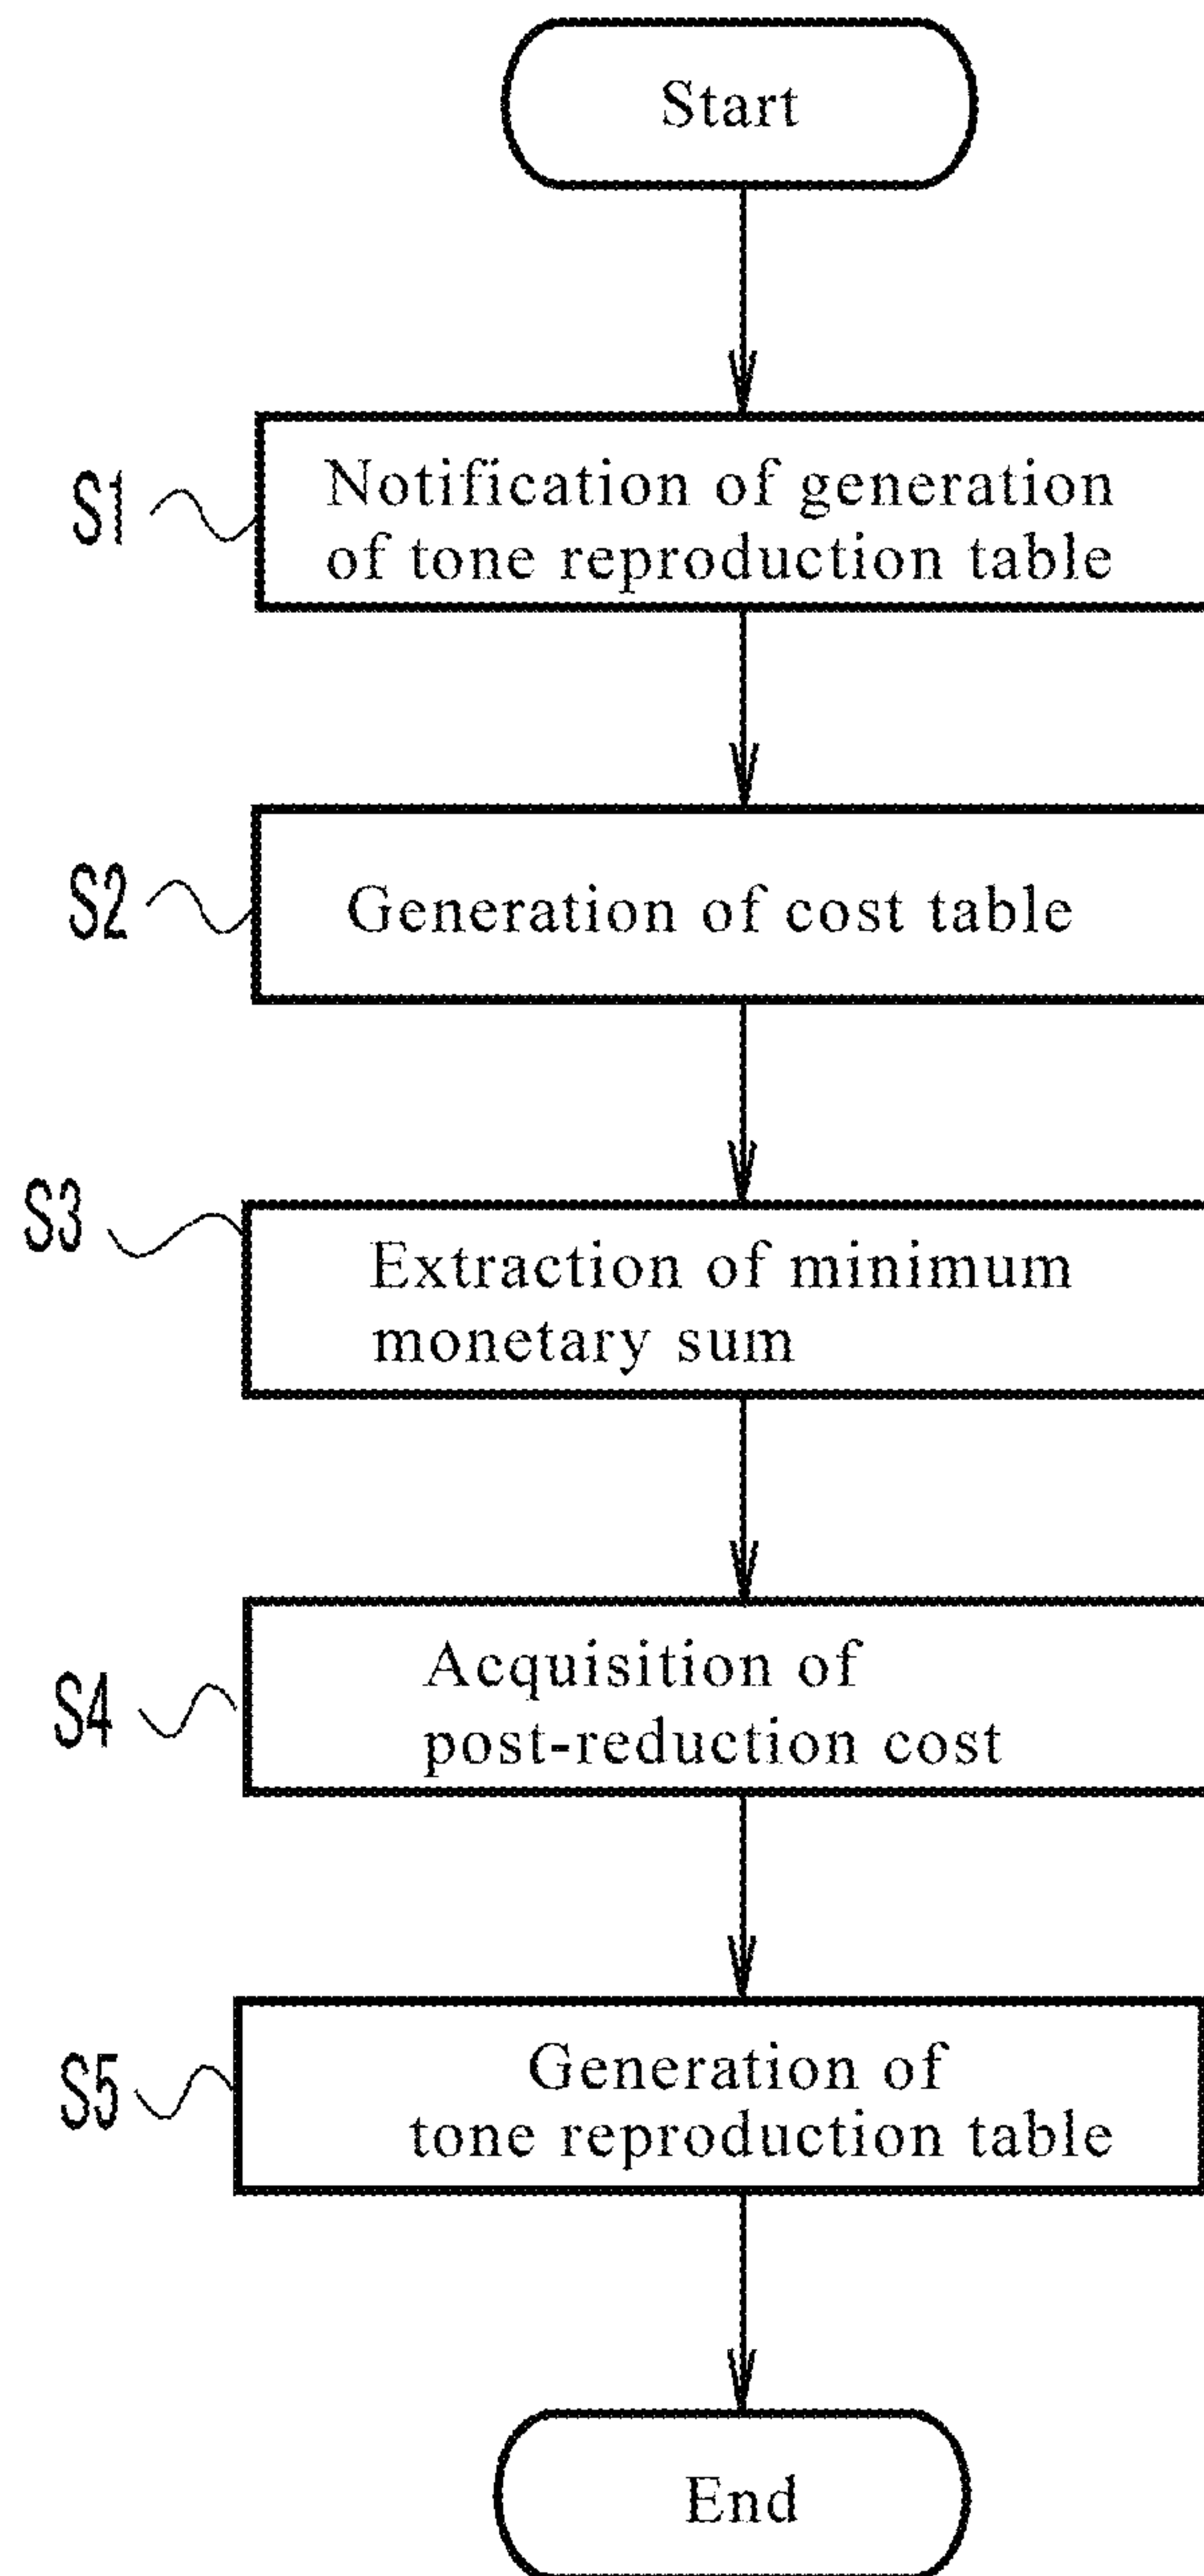 Start
S1
Notification of generation
of tone reproduction table
S2
Generation of cost table
S3
Extraction of minimum
monetary sum
S4
Acquisition of
post-reduction cost
S5
Generation of
tone reproduction table
End